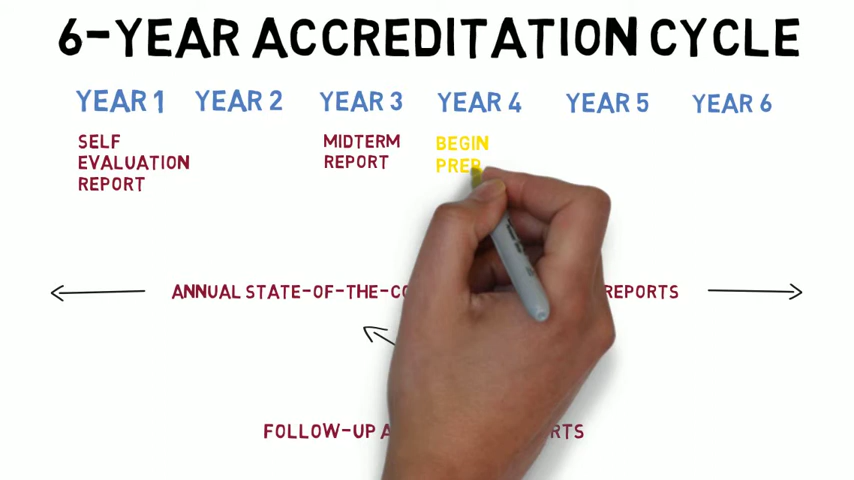 6-YEAR ACCREDITATION CYCLE
YEAR 1 YEAR 2 YEAR 3 YEAR 4 YEAR 5 YEAR 6
SELF
EVALUATION
REPORT
MIDTERM
REPORT
BEGIN
PREP
ANNUAL STATE-OF-THE- REPORTS
FOLLOW-UP